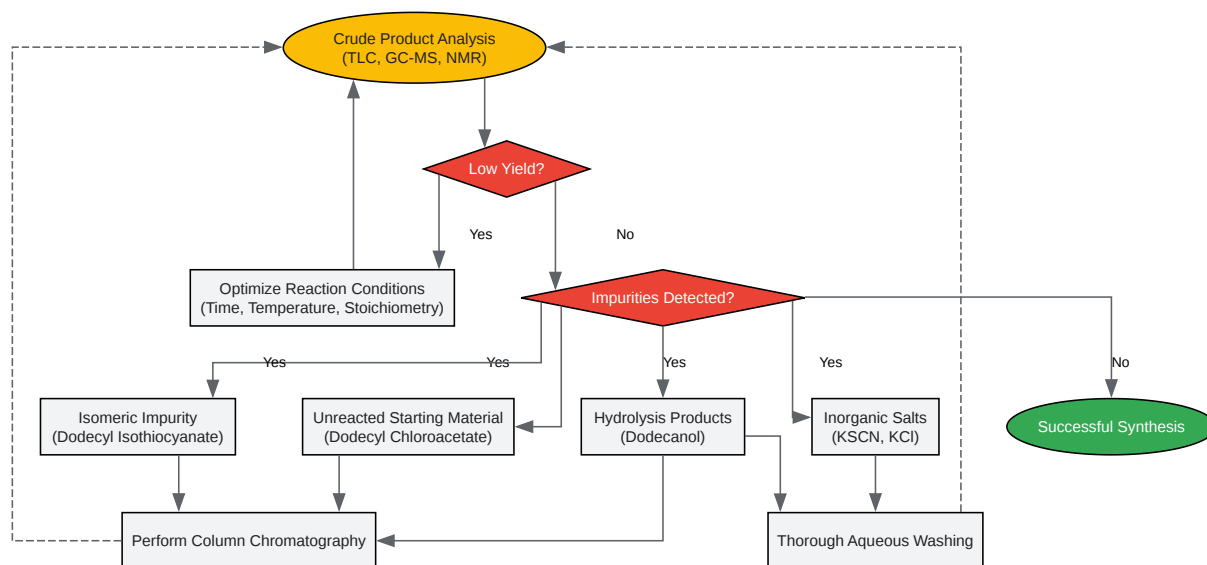 Crude Product Analysis
(TLC, GC-MS, NMR)
Low Yield?
Yes
No
Optimize Reaction Conditions
(Time, Temperature, Stoichiometry)
Impurities Detected?
Yes
Yes
Yes
Yes
No
Isomeric Impurity
(Dodecyl Isothiocyanate)
Unreacted Starting Material
(Dodecyl Chloroacetate)
Hydrolysis Products
(Dodecanol)
Inorganic Salts
(KSCN, KCl)
Successful Synthesis
Perform Column Chromatography
Thorough Aqueous Washing